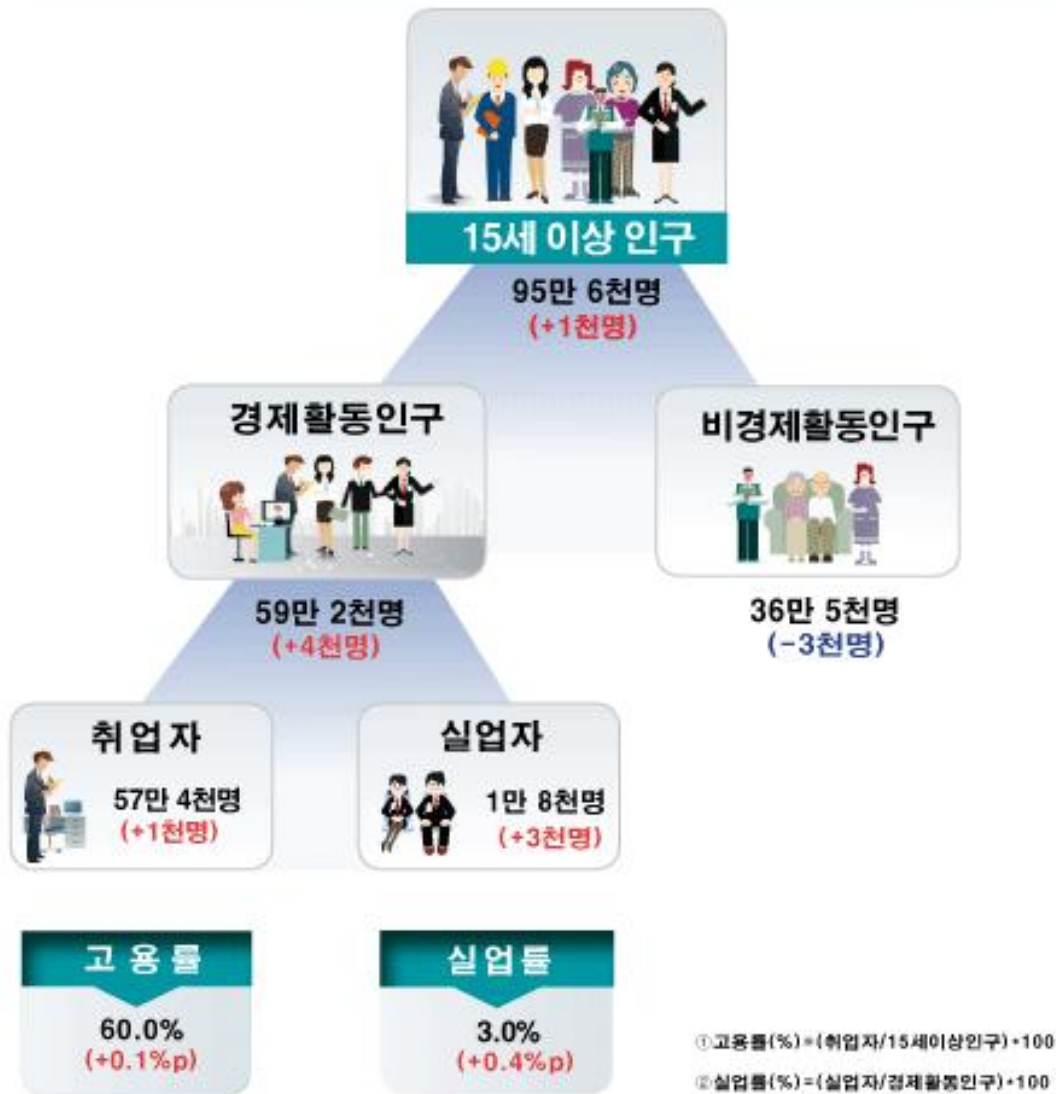 15세 이상 인구
95만 6천명
(+1천명)
경제활동인구
비경제활동인구
59만 2천명
(+4천명)
36만 5천명
(-3천명)
취업자
57만 4천명
(+1천명)
실업자
1만 8천명
(+3천명)
고용률
60.0%
(+0.1%p)
실업률
3.0%
(+0.4%p)
①고용률(%)=(취업자/15세이상인구)*100
②실업률(%)=(실업자/경제활동인구)*100